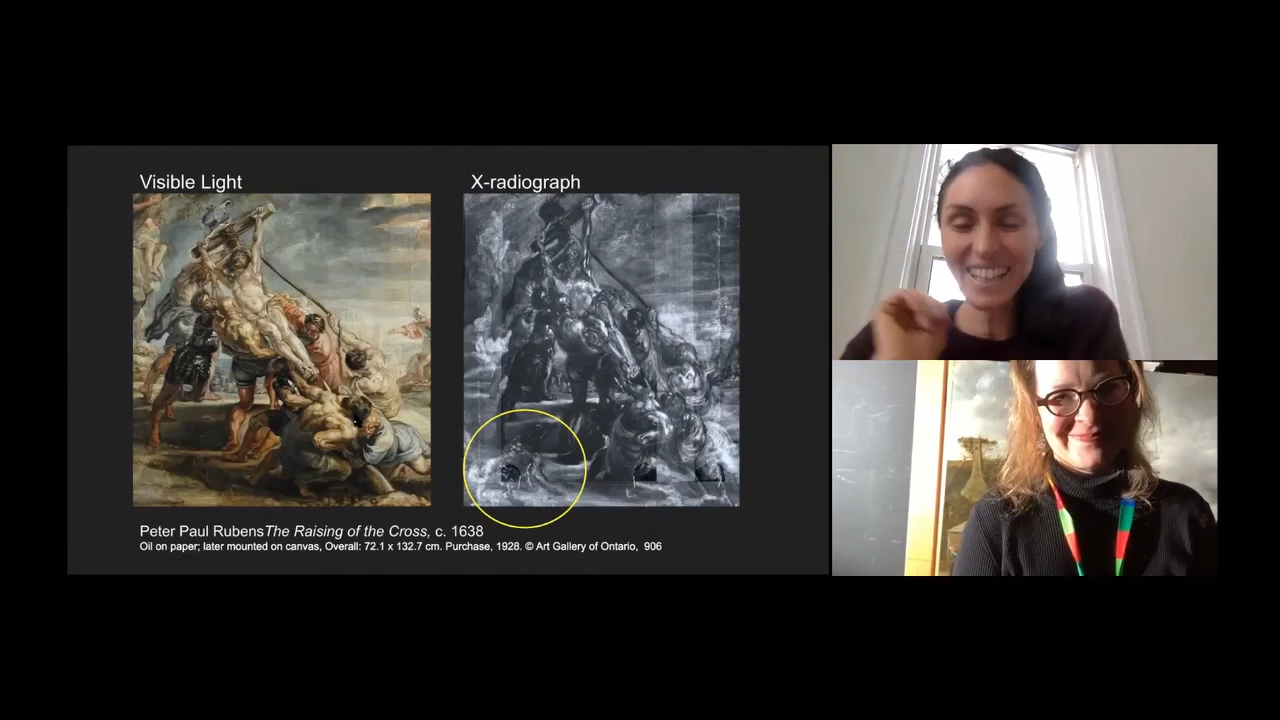 Visible Light
X-radiograph
Peter Paul RubensThe Raising of the Cross, c. 1638
Oil on paper; later mounted on canvas, Overall: 72.1 x 132.7 cm. Purchase, 1928. © Art Gallery of Ontario, 906